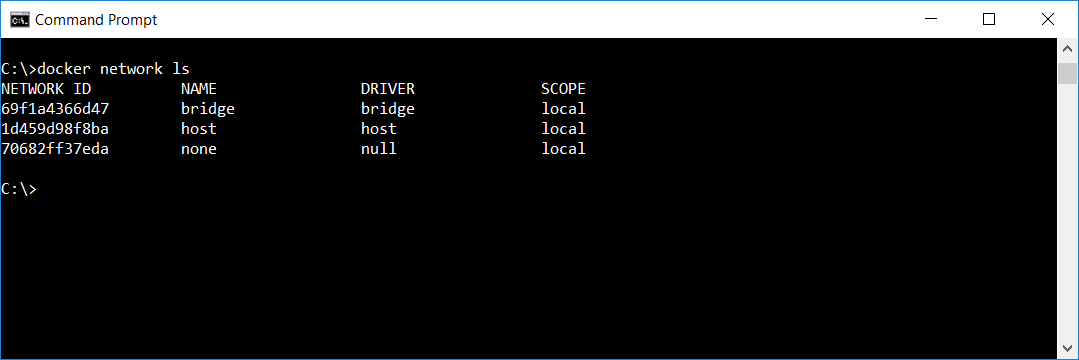 Command Prompt
C:\>docker network ls
NETWORK ID          NAME                DRIVER              SCOPE
69f1a4366d47        bridge              bridge              local
1d459d98f8ba        host                host                local
70682ff37eda        none                null                local
C:\>